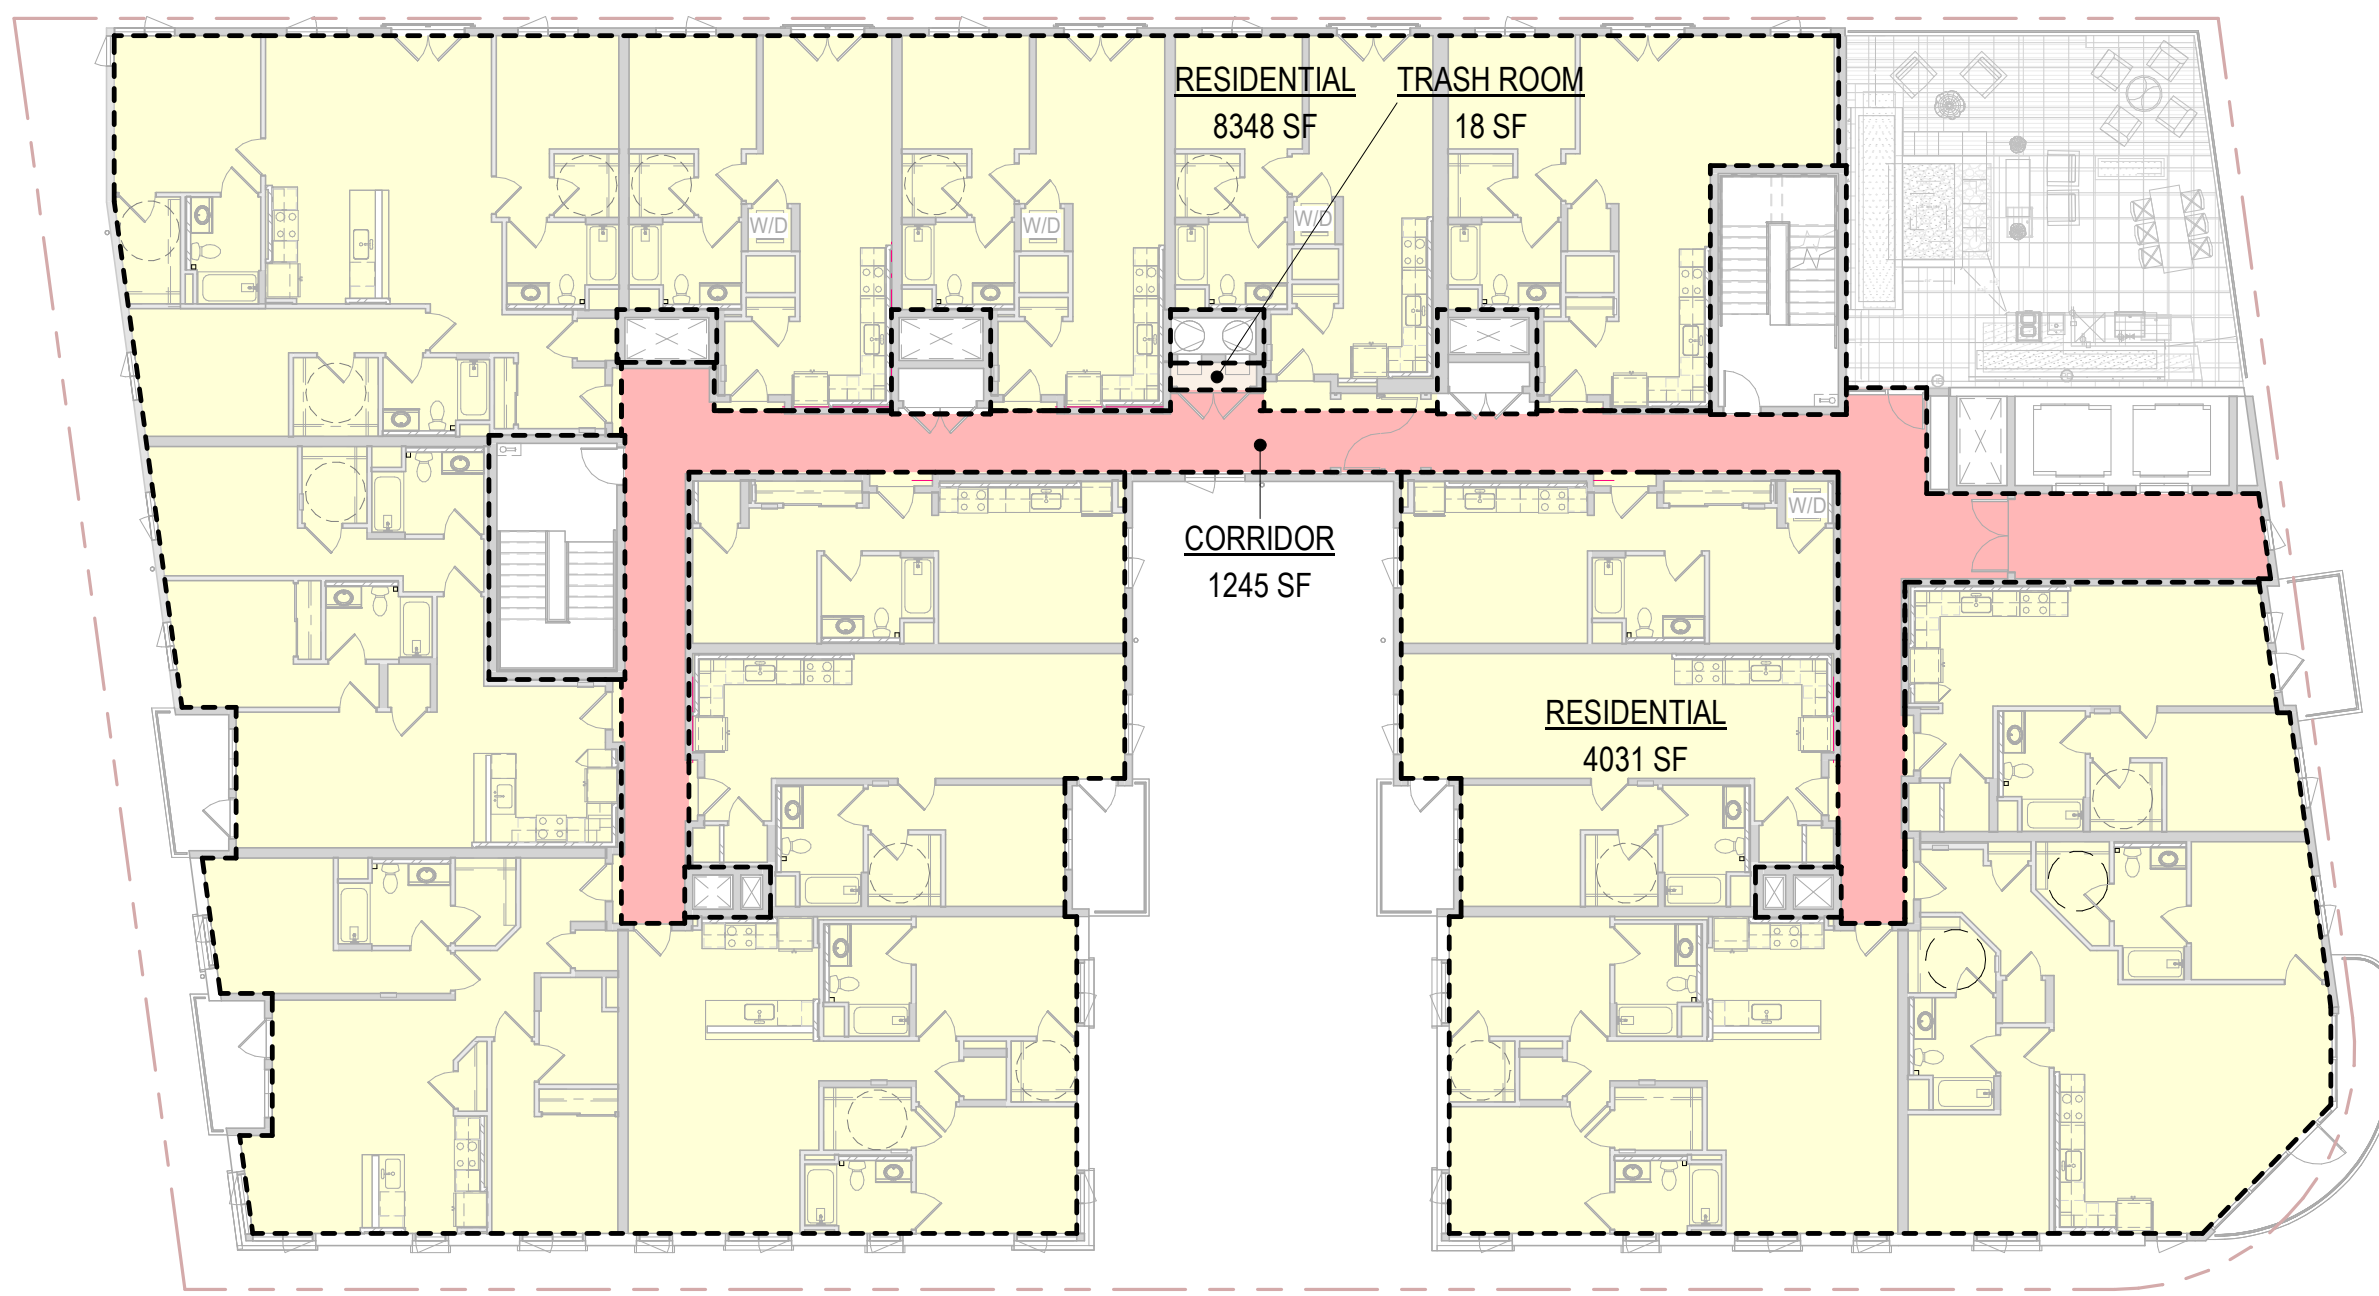 RESIDENTIAL
8348 SF
TRASH ROOM
18 SF
W/D
W/D
W/D
W/D
CORRIDOR
1245 SF
RESIDENTIAL
4031 SF